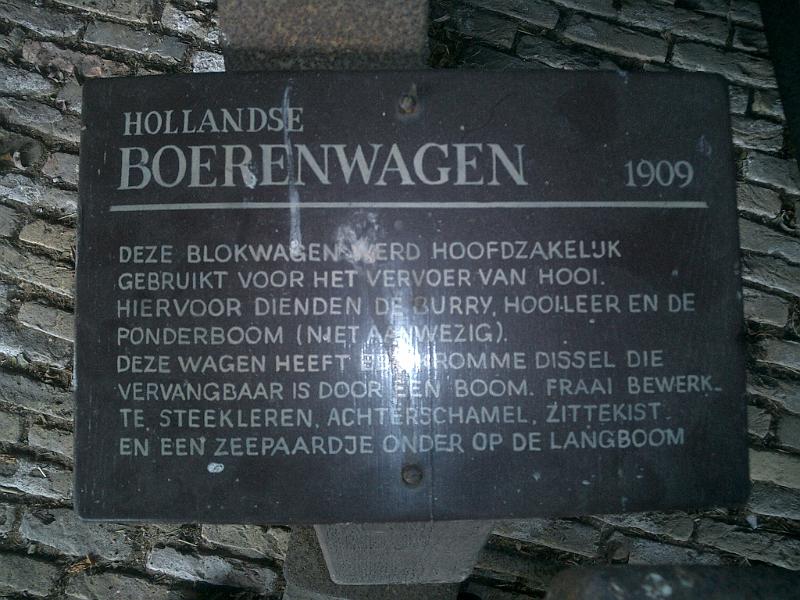 HOLLANDSE
BOERENWAGEN 1909
DEZE BLOKWAGEN WERD HOOFDZAKELIJK
GEBRUIKT VOOR HET VERVOER VAN HOOI.
HIERVOOR DIENDEN DE BURRY, HOOILEER EN DE
PONDERBOOM (NIET AANWEZIG).
DEZE WAGEN HEEFT EEN KROMME DISSEL DIE
VERVANGBAAR IS DOOR EEN BOOM. FRAAI BEWERK-
TE, STEEKLEREN, ACHTERSCHAMEL, ZITTEKIST.
EN EEN ZEEPAARDJE ONDER OP DE LANGBOOM